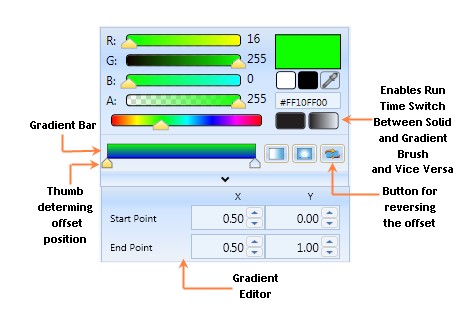 R: 16
G: 255
B: 0
A: 255
#FF10FF00
Enables Run
Time Switch
Between Solid
and Gradient
Brush
and Vice Versa
Gradient Bar
Thumb
determing
offset
position
Button for
reversing
the offset
X Y
Start Point 0.50 0.00
End Point 0.50 1.00
Gradient
Editor